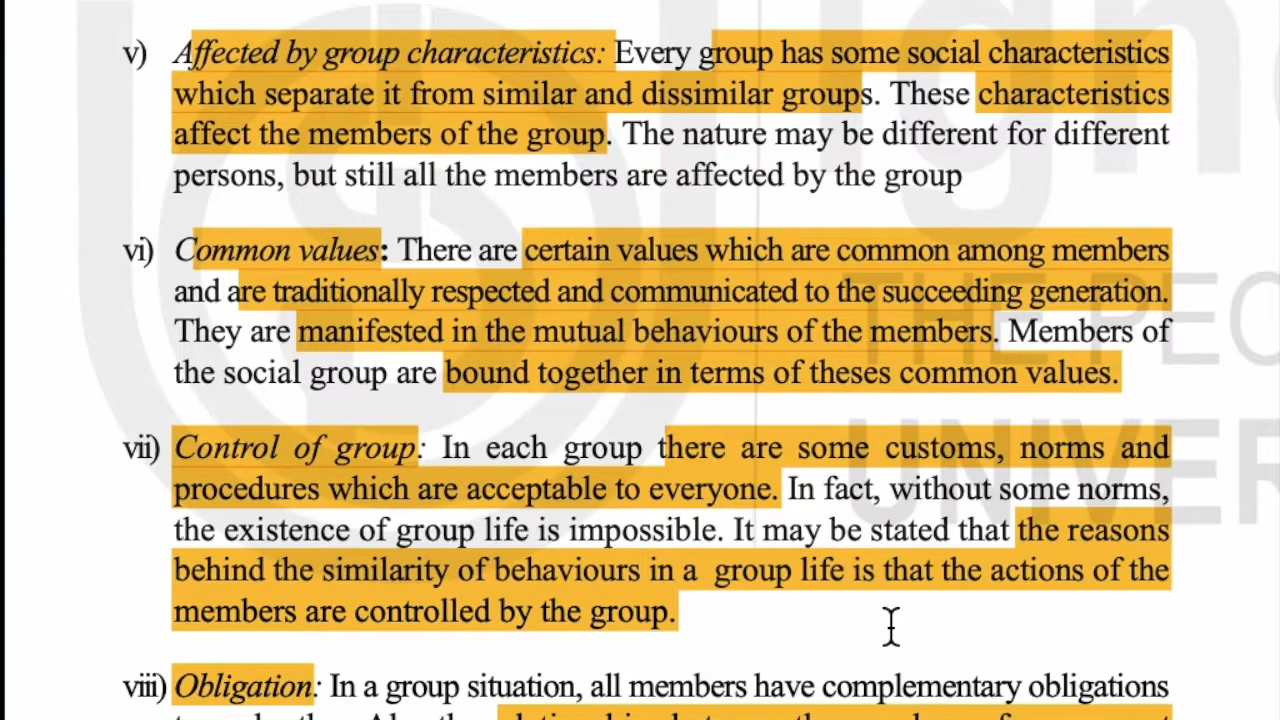 v) Affected by group characteristics: Every group has some social characteristics
which separate it from similar and dissimilar groups. These characteristics
affect the members of the group. The nature may be different for different
persons, but still all the members are affected by the group
vi) Common values: There are certain values which are common among members
and are traditionally respected and communicated to the succeeding generation.
They are manifested in the mutual behaviours of the members. Members of
the social group are bound together in terms of theses common values.
vii) Control of group: In each group there are some customs, norms and
procedures which are acceptable to everyone. In fact, without some norms,
the existence of group life is impossible. It may be stated that the reasons
behind the similarity of behaviours in a group life is that the actions of the
members are controlled by the group.
viii) Obligation: In a group situation, all members have complementary obligations
THE